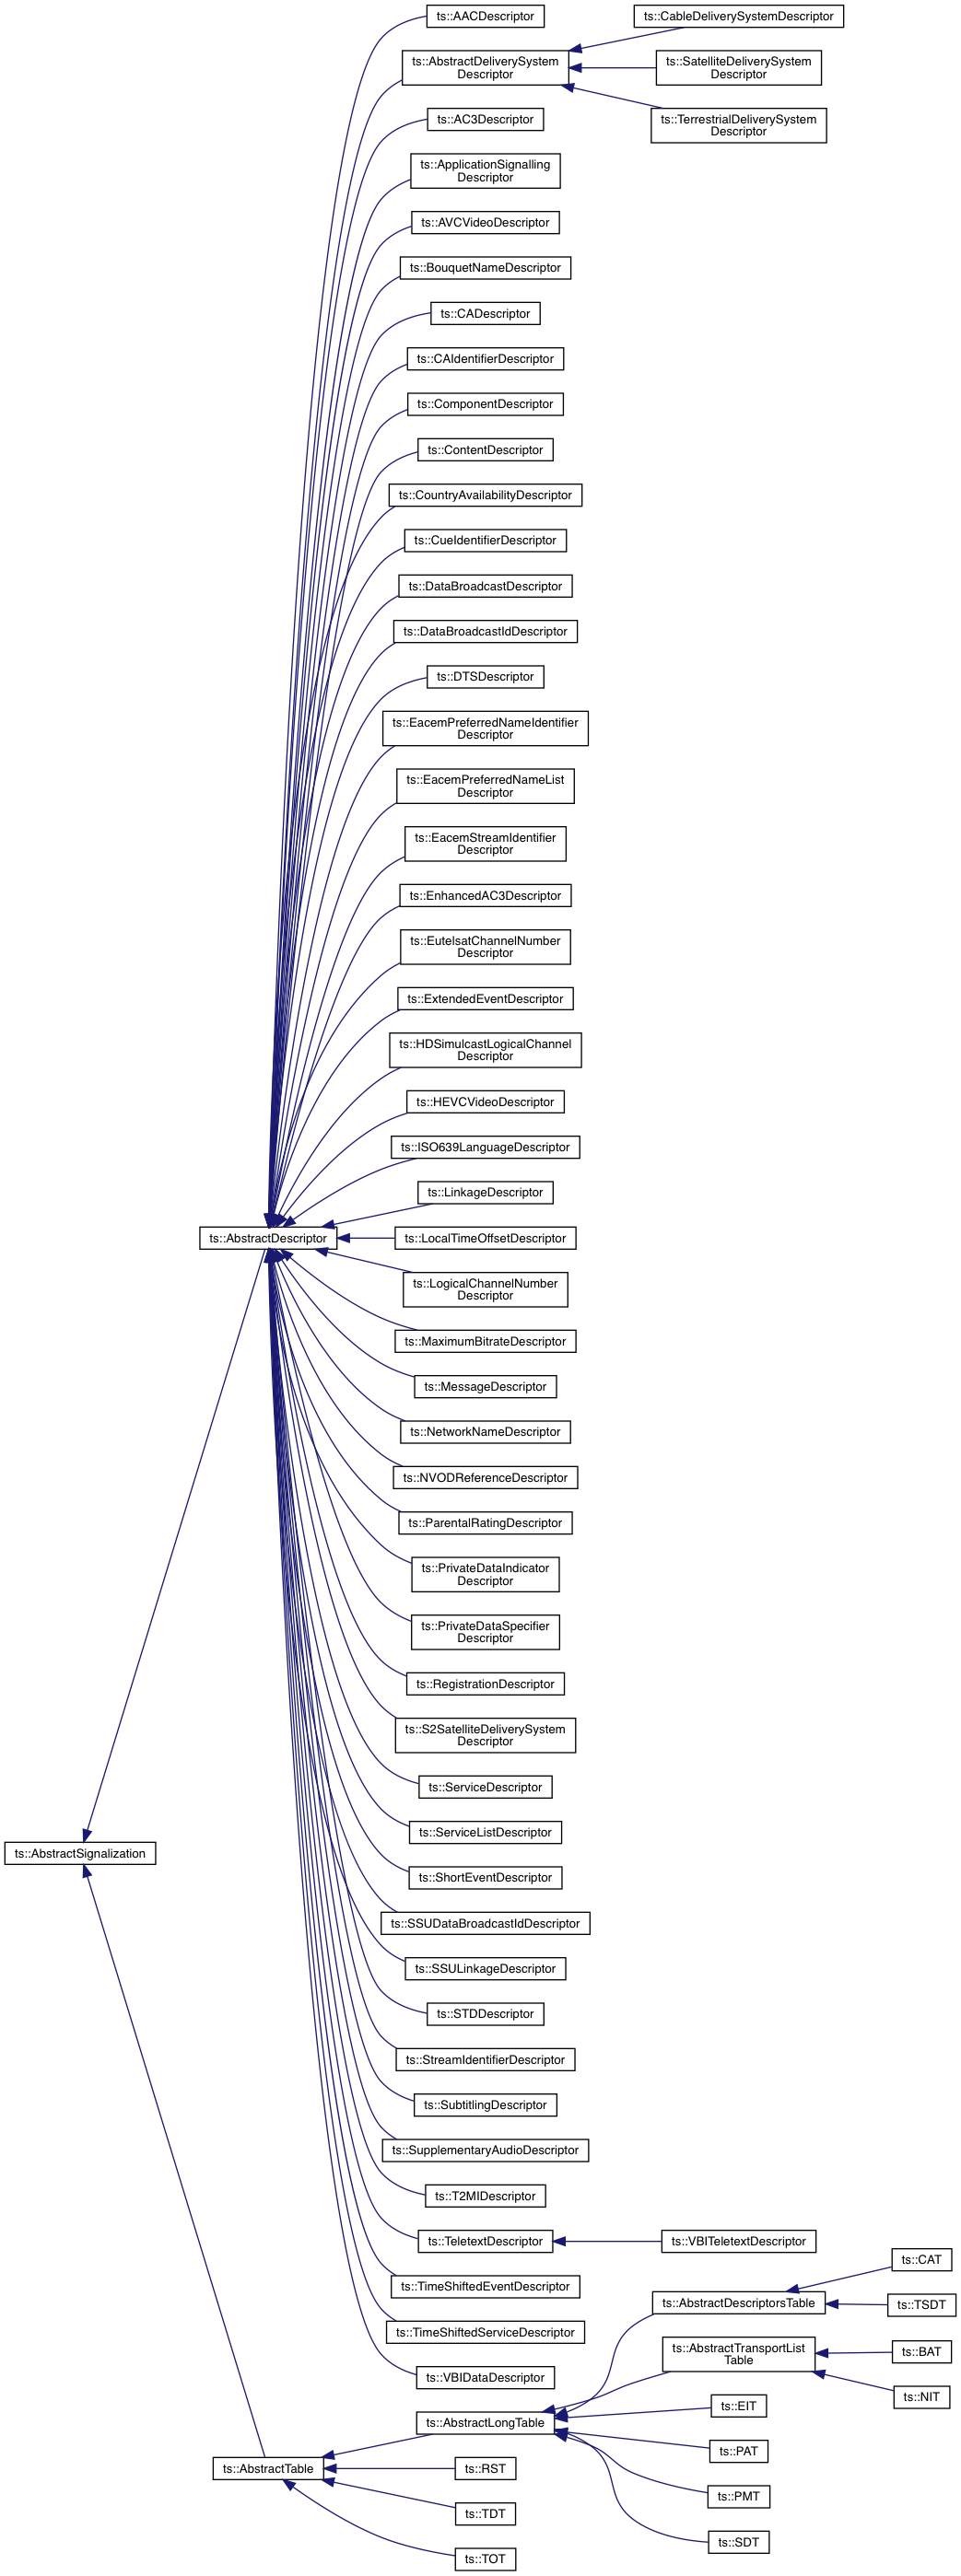 ts::AACDescriptor
ts::CableDeliverySystemDescriptor
ts::AbstractDeliverySystem
Descriptor
ts::SatelliteDeliverySystem
Descriptor
ts::TerrestrialDeliverySystem
Descriptor
ts::AC3Descriptor
ts::ApplicationSignalling
Descriptor
ts::AVCVideoDescriptor
ts::BouquetNameDescriptor
ts::CADescriptor
ts::CAIdentifierDescriptor
ts::ComponentDescriptor
ts::ContentDescriptor
ts::CountryAvailabilityDescriptor
ts::CueIdentifierDescriptor
ts::DataBroadcastDescriptor
ts::DataBroadcastIdDescriptor
ts::DTSDescriptor
ts::EacemPreferredNameIdentifier
Descriptor
ts::EacemPreferredNameList
Descriptor
ts::EacemStreamIdentifier
Descriptor
ts::EnhancedAC3Descriptor
ts::EutelsatChannelNumber
Descriptor
ts::ExtendedEventDescriptor
ts::HDSimulcastLogicalChannel
Descriptor
ts::HEVCVideoDescriptor
ts::ISO639LanguageDescriptor
ts::LinkageDescriptor
ts::AbstractDescriptor
ts::LocalTimeOffsetDescriptor
ts::LogicalChannelNumber
Descriptor
ts::MaximumBitrateDescriptor
ts::MessageDescriptor
ts::NetworkNameDescriptor
ts::NVODReferenceDescriptor
ts::ParentalRatingDescriptor
ts::PrivateDataIndicator
Descriptor
ts::PrivateDataSpecifier
Descriptor
ts::RegistrationDescriptor
ts::S2SatelliteDeliverySystem
Descriptor
ts::ServiceDescriptor
ts::ServiceListDescriptor
ts::AbstractSignalization
ts::ShortEventDescriptor
ts::SSUDataBroadcastIdDescriptor
ts::SSULinkageDescriptor
ts::STDDescriptor
ts::StreamIdentifierDescriptor
ts::SubtitlingDescriptor
ts::SupplementaryAudioDescriptor
ts::T2MIDescriptor
ts::TeletextDescriptor
ts::VBITeletextDescriptor
ts::CAT
ts::TimeShiftedEventDescriptor
ts::AbstractDescriptorsTable
ts::TSDT
ts::TimeShiftedServiceDescriptor
ts::AbstractTransportList
Table
ts::BAT
ts::VBIDataDescriptor
ts::NIT
ts::EIT
ts::AbstractLongTable
ts::PAT
ts::AbstractTable
ts::RST
ts::PMT
ts::TDT
ts::SDT
ts::TOT